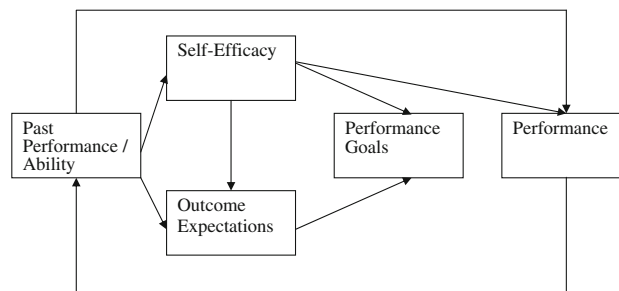 Self-Efficacy
Past
Performance /
Ability
Performance
Goals
Performance
Outcome
Expectations